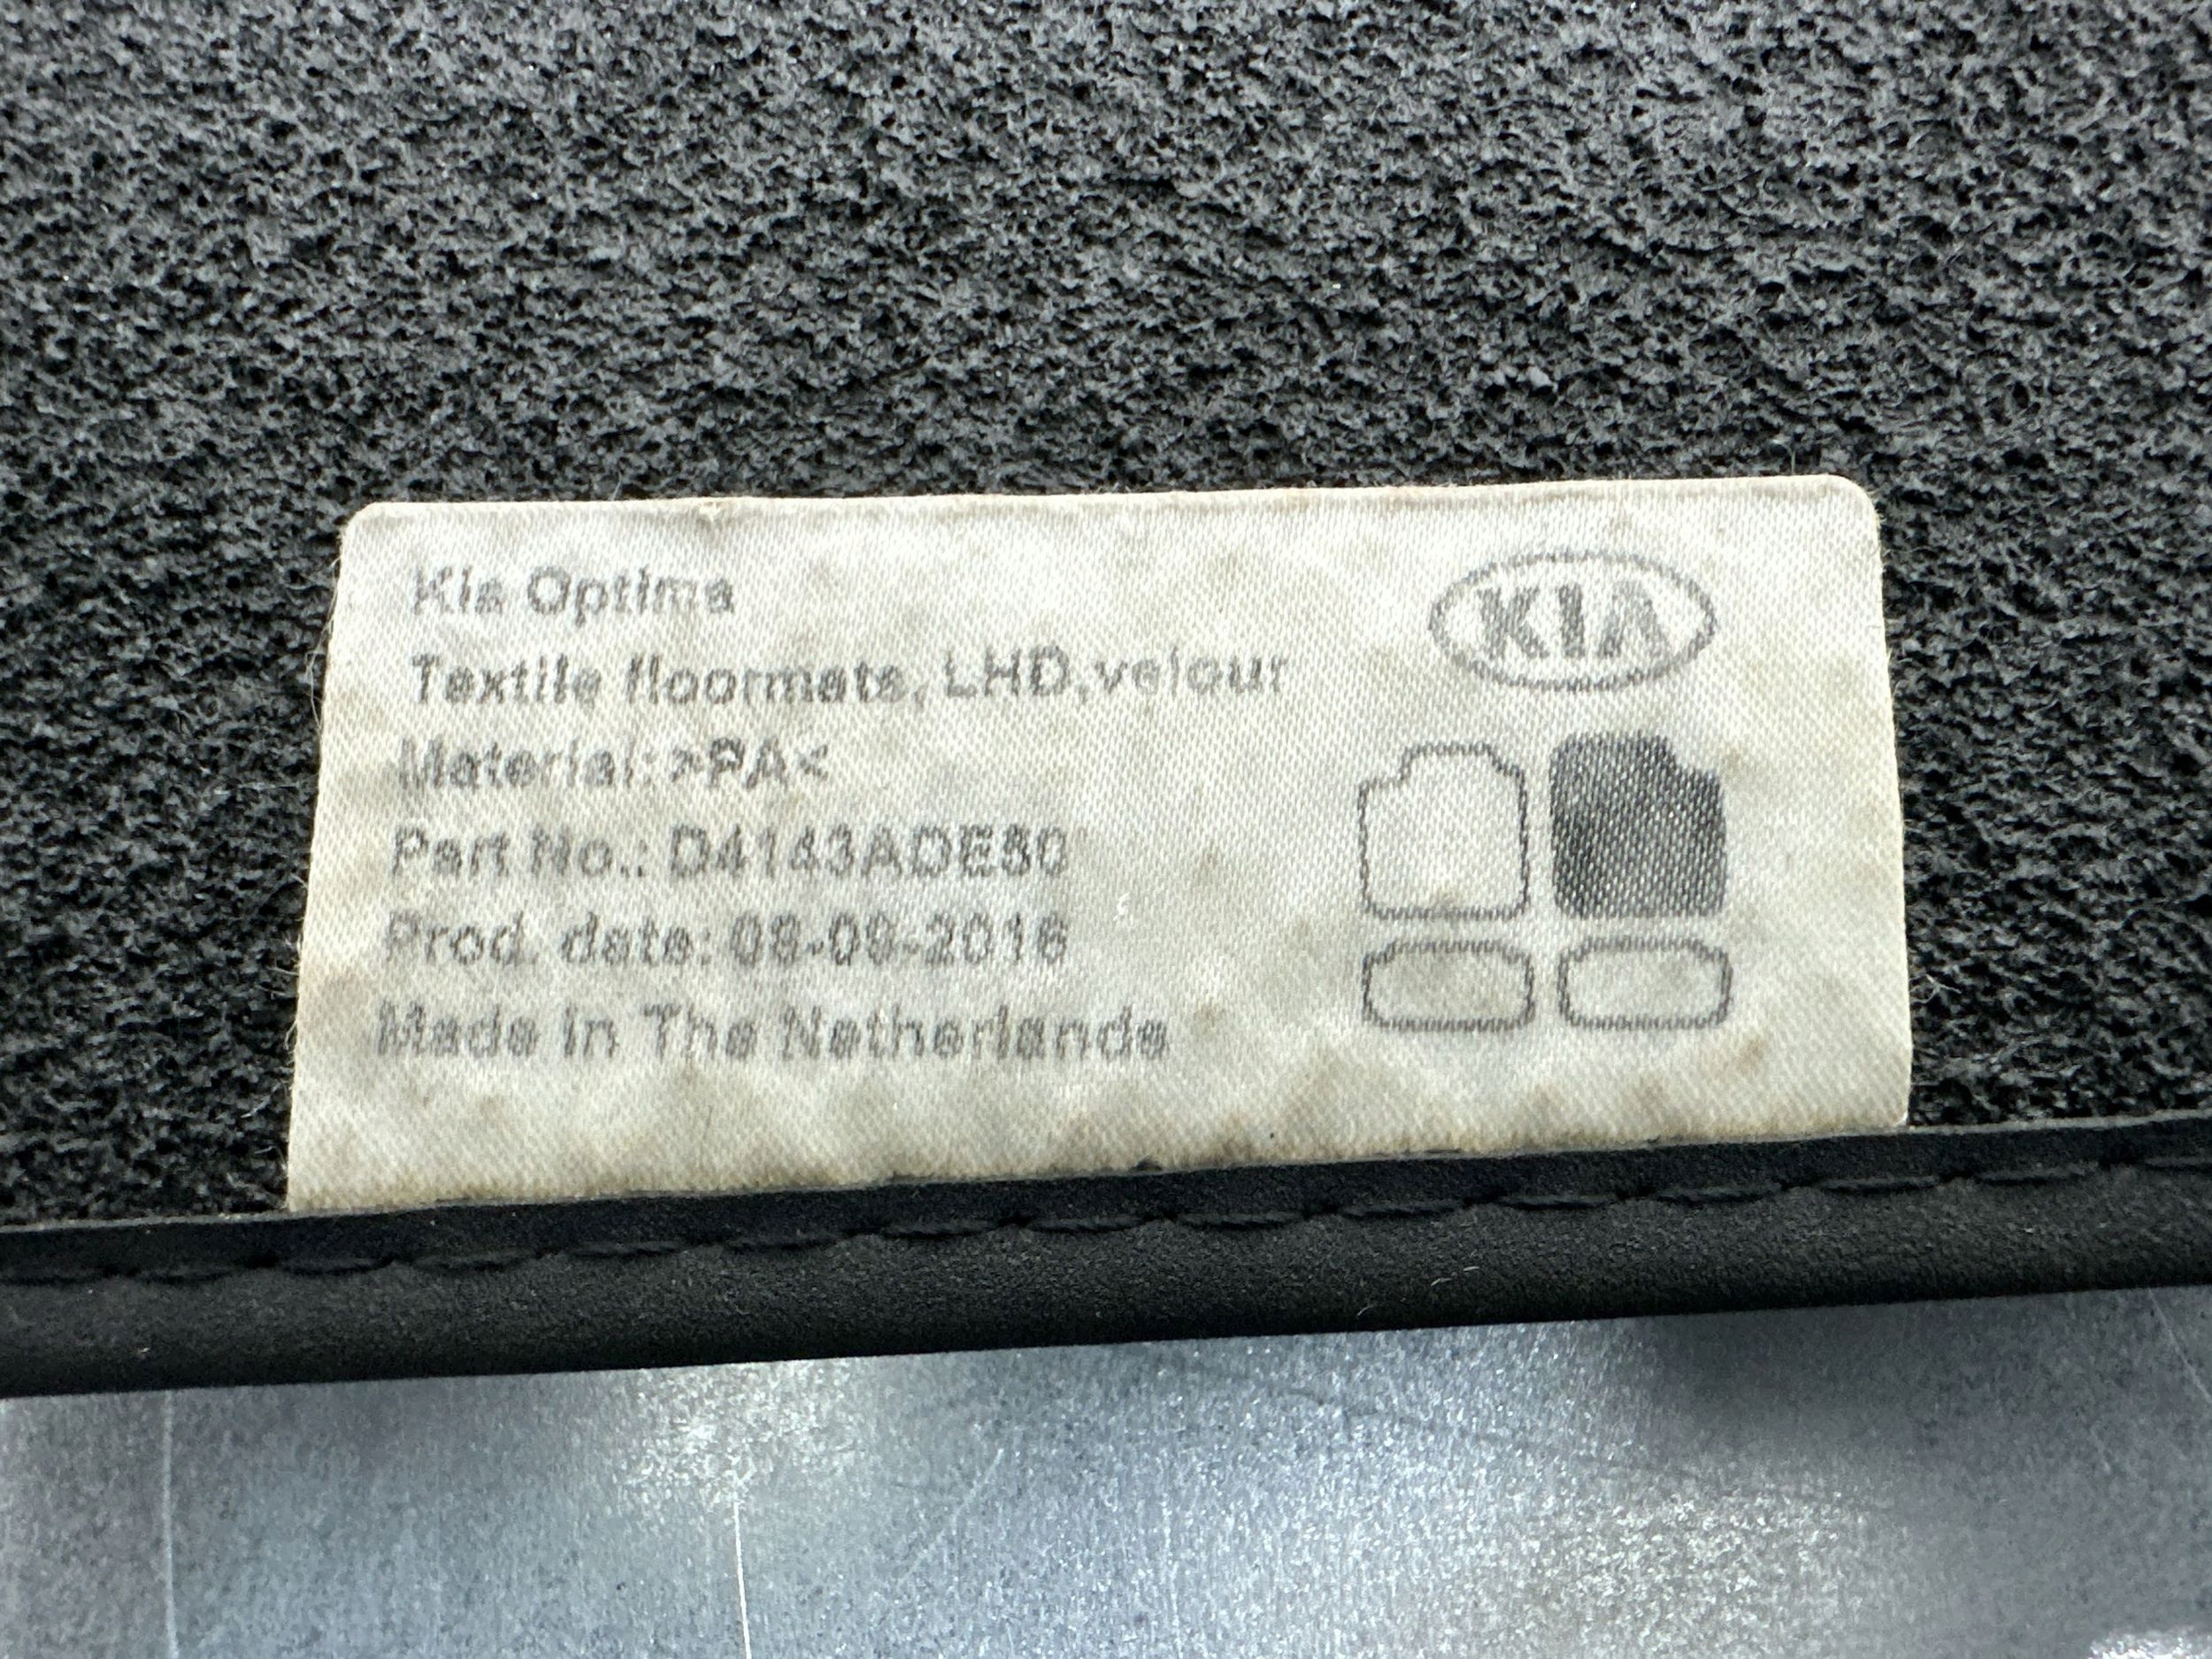 Kia Optima
KIA
Textile floormats, LHD,velour
Material: >PA<
Part No.: D4143ADE50
Prod. date: 08-09-2016
Made in The Netherlands